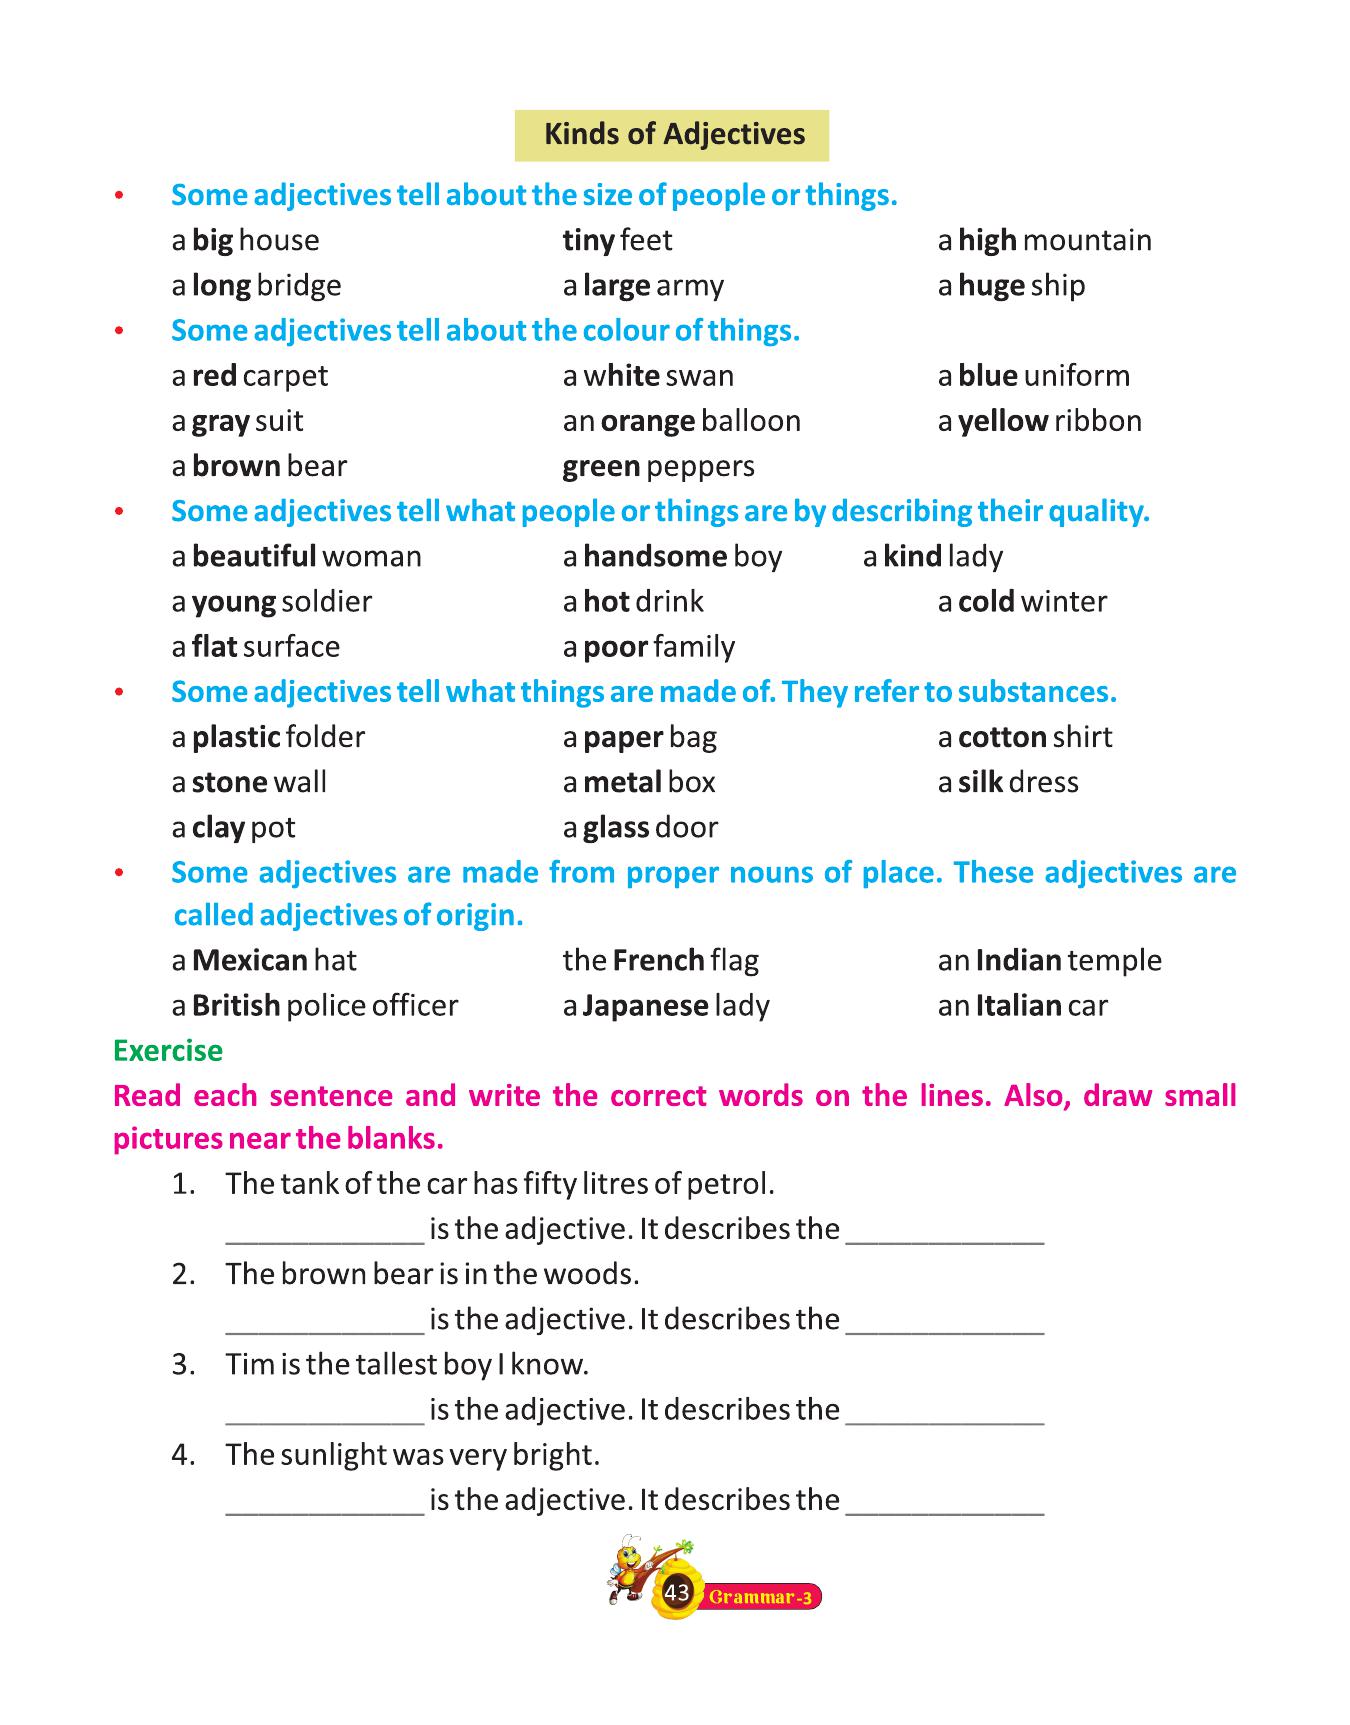 Kinds of Adjectives
• Some adjectives tell about the size of people or things.
a big house tiny feet a high mountain
a long bridge a large army a huge ship
• Some adjectives tell about the colour of things.
a red carpet a white swan a blue uniform
a gray suit an orange balloon a yellow ribbon
a brown bear green peppers
• Some adjectives tell what people or things are by describing their quality.
a beautiful woman a handsome boy a kind lady
a young soldier a hot drink a cold winter
a flat surface a poor family
• Some adjectives tell what things are made of. They refer to substances.
a plastic folder a paper bag a cotton shirt
a stone wall a metal box a silk dress
a clay pot a glass door
• Some adjectives are made from proper nouns of place. These adjectives are
called adjectives of origin.
a Mexican hat the French flag an Indian temple
a British police officer a Japanese lady an Italian car
Exercise
Read each sentence and write the correct words on the lines. Also, draw small
pictures near the blanks.
1. The tank of the car has fifty litres of petrol.
____________ is the adjective. It describes the ____________
2. The brown bear is in the woods.
____________ is the adjective. It describes the ____________
3. Tim is the tallest boy I know.
____________ is the adjective. It describes the ____________
4. The sunlight was very bright.
____________ is the adjective. It describes the ____________
43 Grammar-3